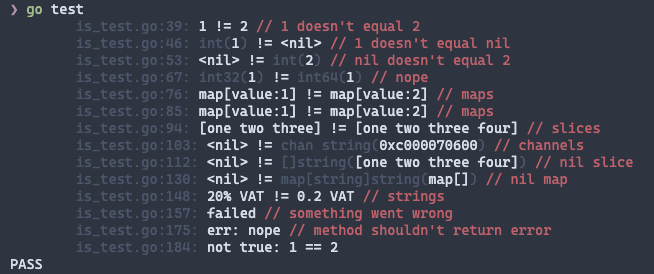 ❯ go test
is_test.go:39: 1 != 2 // 1 doesn't equal 2
is_test.go:46: int(1) != <nil> // 1 doesn't equal nil
is_test.go:53: <nil> != int(2) // nil doesn't equal 2
is_test.go:67: int32(1) != int64(1) // nope
is_test.go:76: map[value:1] != map[value:2] // maps
is_test.go:85: map[value:1] != map[value:2] // maps
is_test.go:94: [one two three] != [one two three four] // slices
is_test.go:103: <nil> != chan string(0xc000070600) // channels
is_test.go:112: <nil> != []string([one two three four]) // nil slice
is_test.go:130: <nil> != map[string]string(map[]) // nil map
is_test.go:148: 20% VAT != 0.2 VAT // strings
is_test.go:157: failed // something went wrong
is_test.go:175: err: nope // method shouldn't return error
is_test.go:184: not true: 1 == 2
PASS